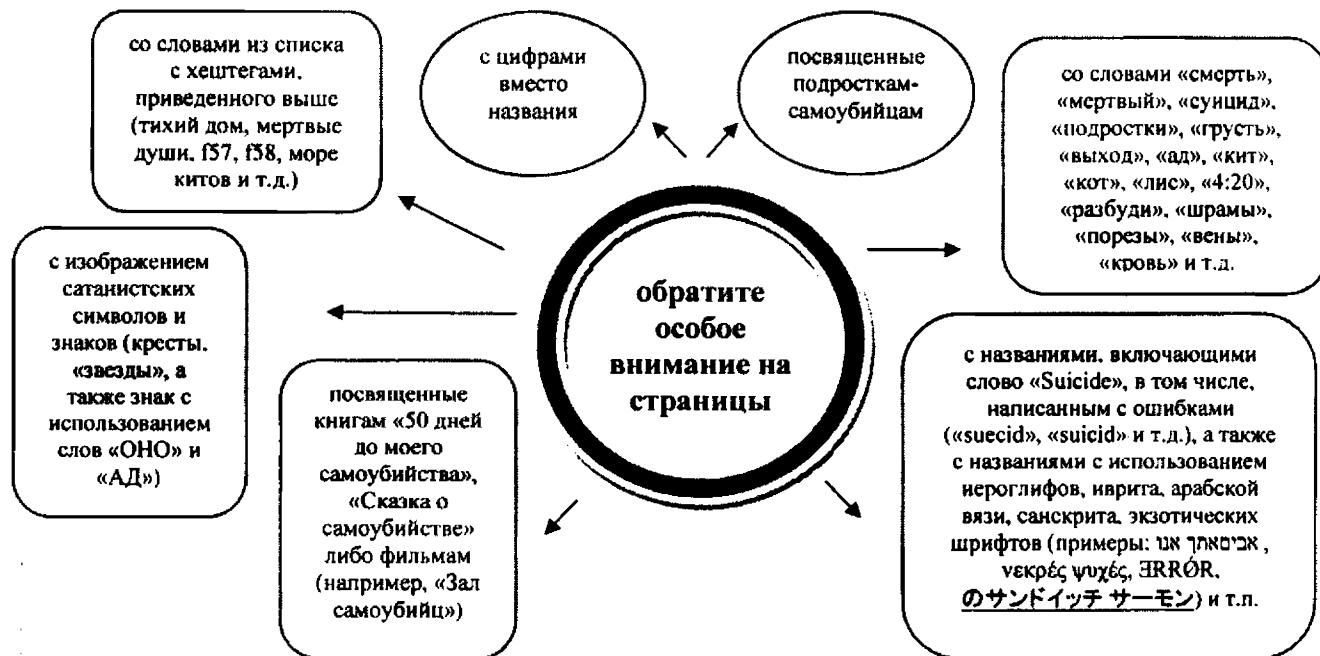 со словами из списка
с хештегами,
приведенного выше
(тихий дом, мертвые
души, f57, f58, море
китов и т.д.)
с цифрами
вместо
названия
посвященные
подросткам-
самоубийцам
со словами «смерть»,
«мертвый», «суицид»,
«подростки», «грусть»,
«выход», «ад», «кит»,
«кот», «лис», «4:20»,
«разбуди», «шрамы»,
«порезы», «вены»,
«кровь» и т.д.
с изображением
сатанистских
символов и
знаков (кресты,
«звезды», а
также знак с
использованием
слов «ОНО» и
«АД»)
обратите
особое
внимание на
страницы
посвященные
книгам «50 дней
до моего
самоубийства»,
«Сказка о
самоубийстве»
либо фильмам
(например, «Зал
самоубийц»)
с названиями, включающими
слово «Suicide», в том числе,
написанным с ошибками
(«suecid», «suicid» и т.д.), а также
с названиями с использованием
иероглифов, иврита, арабской
вязи, санскрита, экзотических
шрифтов (примеры: אביסאתך אנו ,
νεκρές ψυχές, ƎRRÓR,
のサンドイッチ サーモン) и т.п.